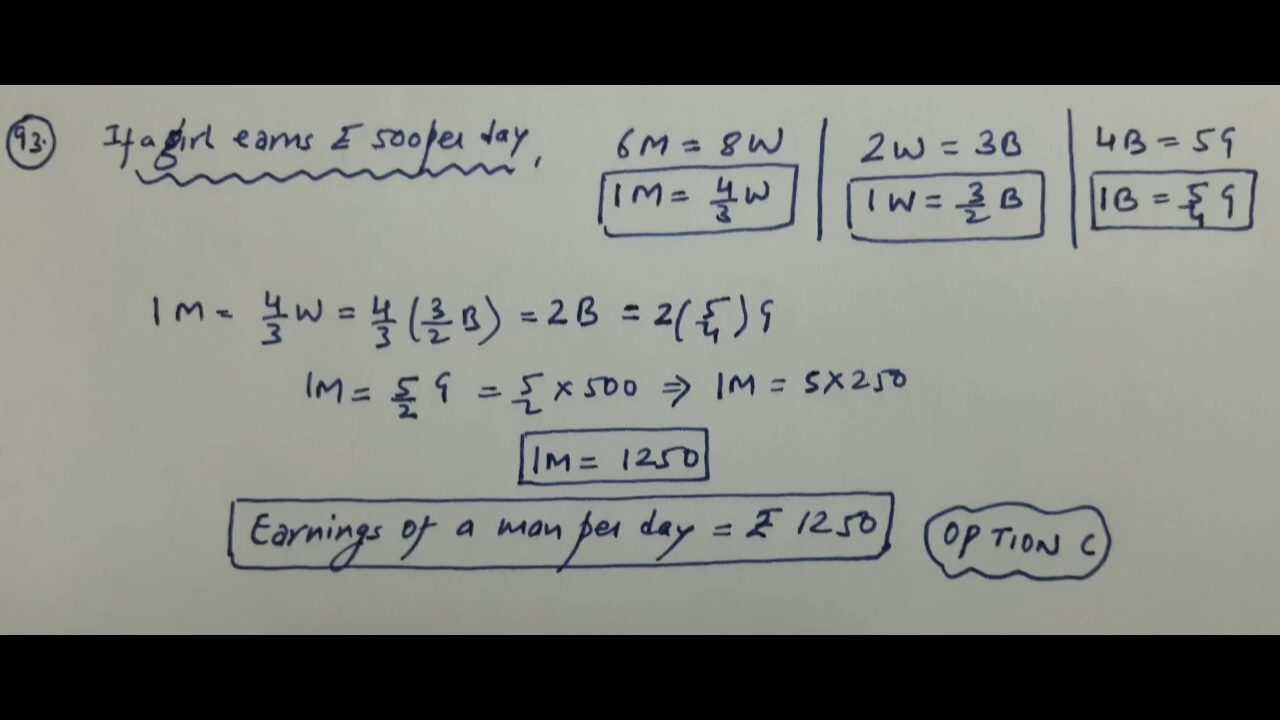 93. If a girl earns ₹ 500 per day,
6M = 8W | 2W = 3B | 4B = 5G
1M = 4/3 W | 1W = 3/2 B | 1B = 5/4 G
1M = 4/3 W = 4/3 (3/2 B) = 2B = 2(5/4) G
1M = 5/2 G = 5/2 × 500 ⇒ 1M = 5×250
1M = 1250
Earnings of a man per day = ₹ 1250
OPTION C